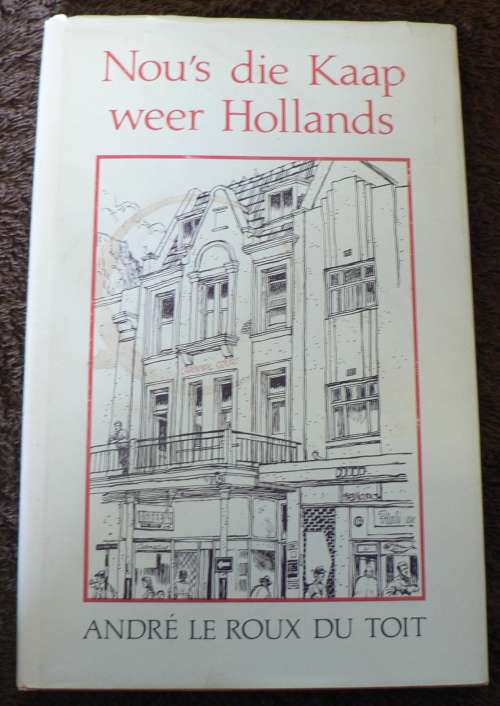 Nou's die Kaap
weer Hollands
ANDRÉ LE ROUX DU TOIT